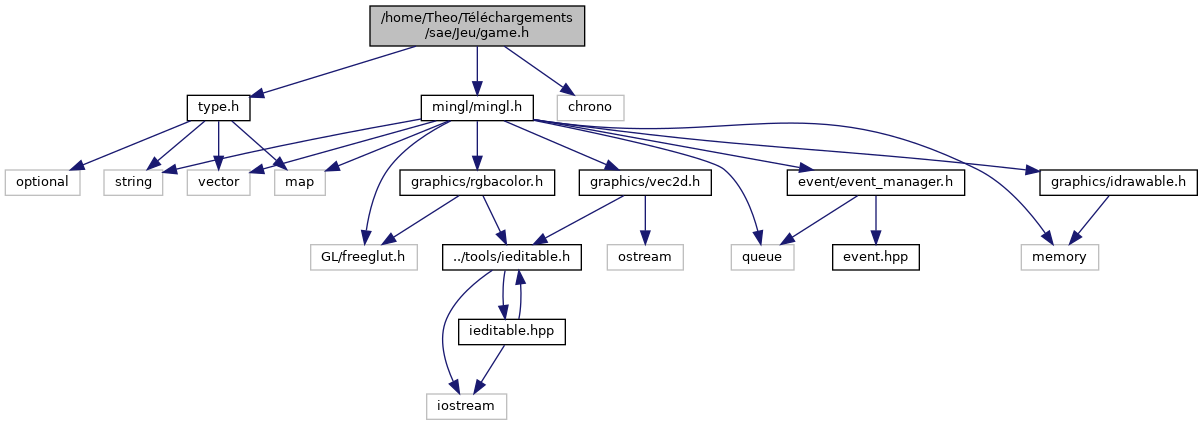 /home/Theo/Téléchargements
/sae/Jeu/game.h
type.h
mingl/mingl.h
chrono
optional
string
vector
map
graphics/rgbacolor.h
graphics/vec2d.h
event/event_manager.h
graphics/idrawable.h
GL/freeglut.h
../tools/ieditable.h
ostream
queue
event.hpp
memory
ieditable.hpp
iostream